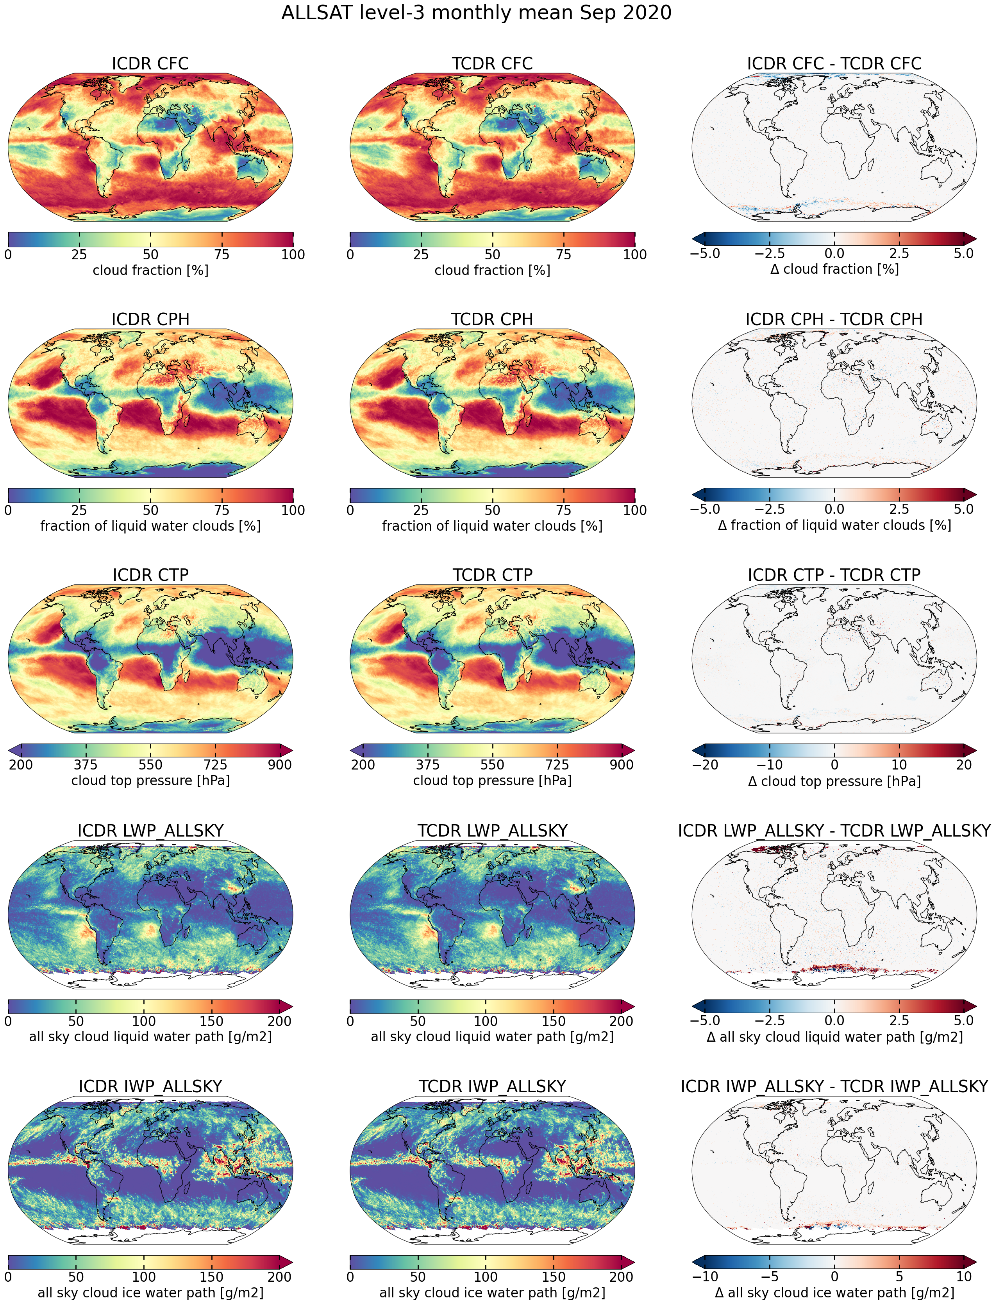 ALLSAT level-3 monthly mean Sep 2020
ICDR CFC
TCDR CFC
ICDR CFC - TCDR CFC
0 25 50 75 100
cloud fraction [%]
0 25 50 75 100
cloud fraction [%]
−5.0 −2.5 0.0 2.5 5.0
Δ cloud fraction [%]
ICDR CPH
TCDR CPH
ICDR CPH - TCDR CPH
0 25 50 75 100
fraction of liquid water clouds [%]
0 25 50 75 100
fraction of liquid water clouds [%]
−5.0 −2.5 0.0 2.5 5.0
Δ fraction of liquid water clouds [%]
ICDR CTP
TCDR CTP
ICDR CTP - TCDR CTP
200 375 550 725 900
cloud top pressure [hPa]
200 375 550 725 900
cloud top pressure [hPa]
−20 −10 0 10 20
Δ cloud top pressure [hPa]
ICDR LWP_ALLSKY
TCDR LWP_ALLSKY
ICDR LWP_ALLSKY - TCDR LWP_ALLSKY
0 50 100 150 200
all sky cloud liquid water path [g/m2]
0 50 100 150 200
all sky cloud liquid water path [g/m2]
−5.0 −2.5 0.0 2.5 5.0
Δ all sky cloud liquid water path [g/m2]
ICDR IWP_ALLSKY
TCDR IWP_ALLSKY
ICDR IWP_ALLSKY - TCDR IWP_ALLSKY
0 50 100 150 200
all sky cloud ice water path [g/m2]
0 50 100 150 200
all sky cloud ice water path [g/m2]
−10 −5 0 5 10
Δ all sky cloud ice water path [g/m2]